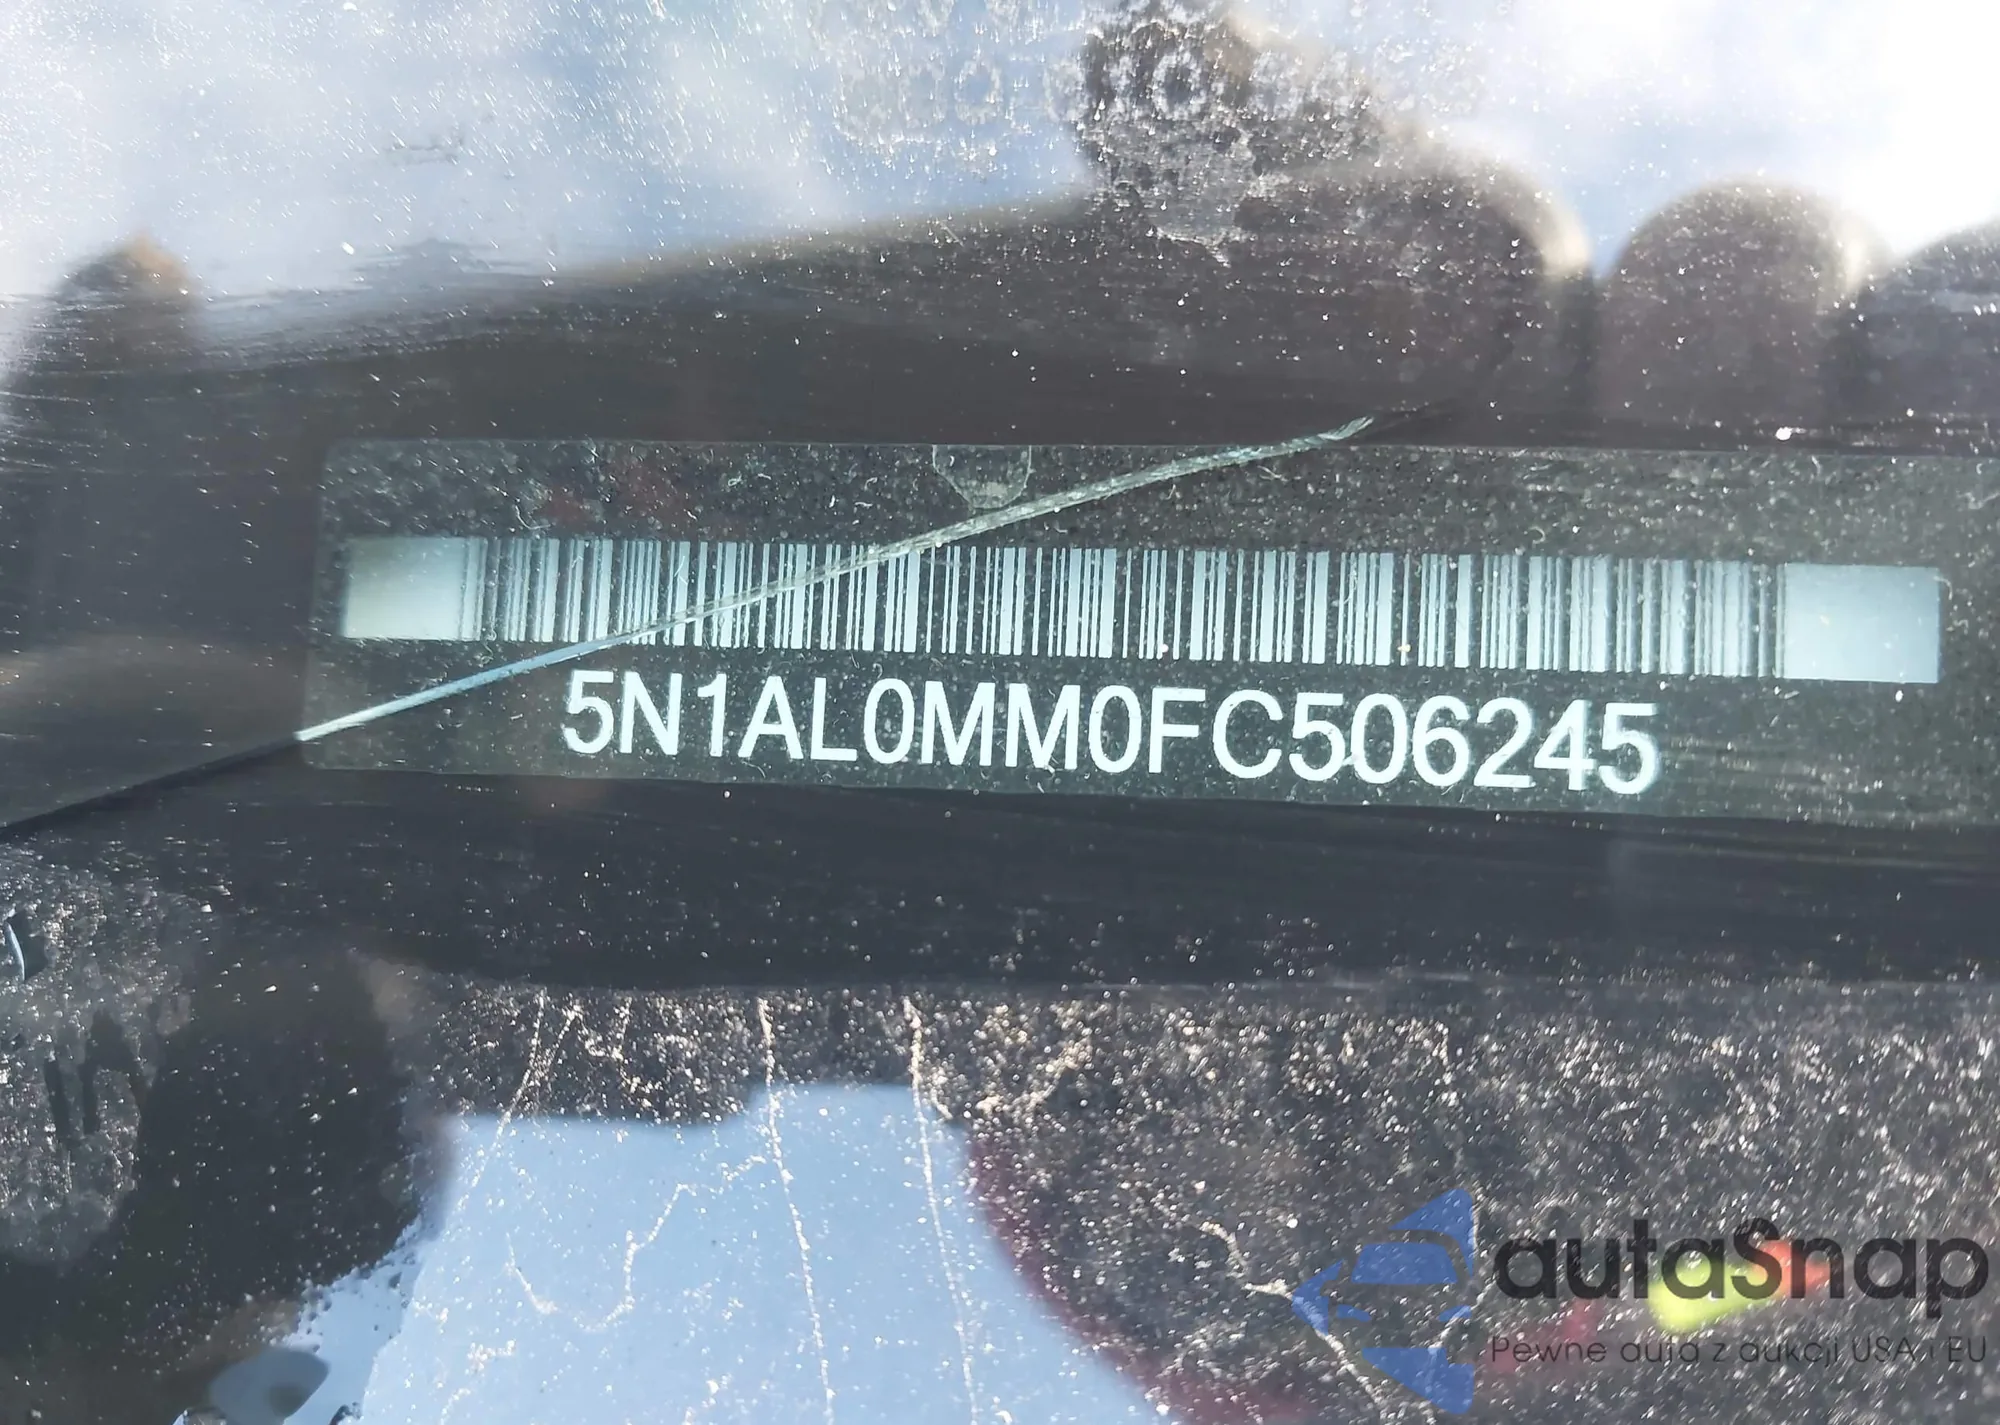 5N1AL0MM0FC506245
autaSnap
Pewne auta z aukcji USA i EU